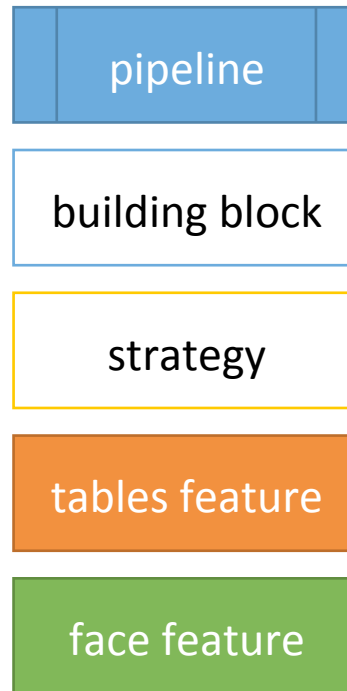 pipeline
building block
strategy
tables feature
face feature